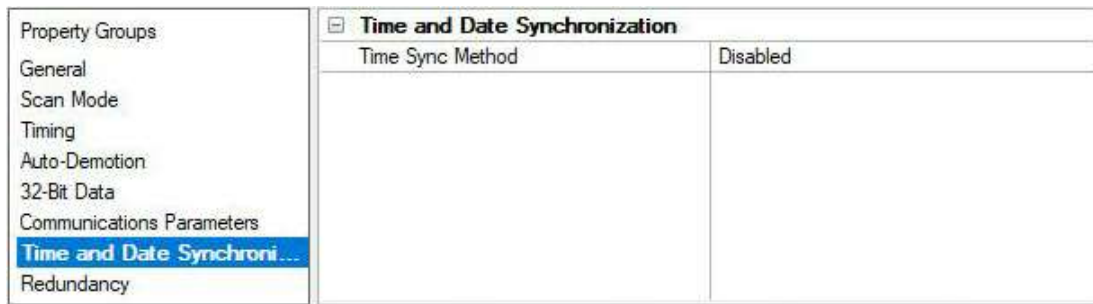 Property Groups
General
Scan Mode
Timing
Auto-Demotion
32-Bit Data
Communications Parameters
Time and Date Synchroni...
Redundancy
Time and Date Synchronization
Time Sync Method Disabled